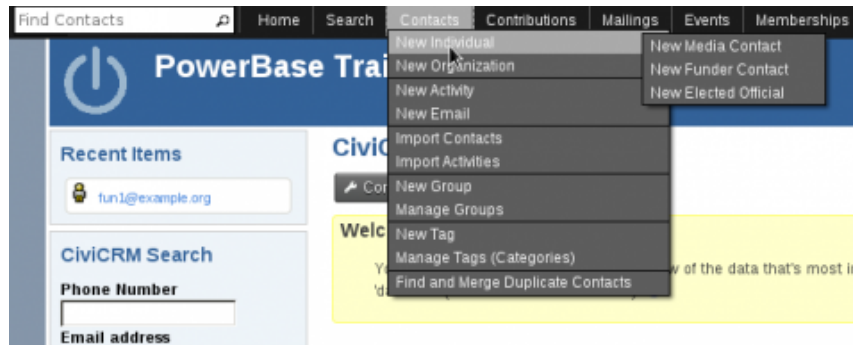 Find Contacts
Home Search Contacts Contributions Mailings Events Memberships
New Individual
New Organization
New Activity
New Email
Import Contacts
Import Activities
New Group
Manage Groups
New Tag
Manage Tags (Categories)
Find and Merge Duplicate Contacts
New Media Contact
New Funder Contact
New Elected Official
PowerBase Trai
Recent Items
fun1@example.org
CiviCRM Search
Phone Number
Email address
CiviC
Con
Welc
w of the data that's most i